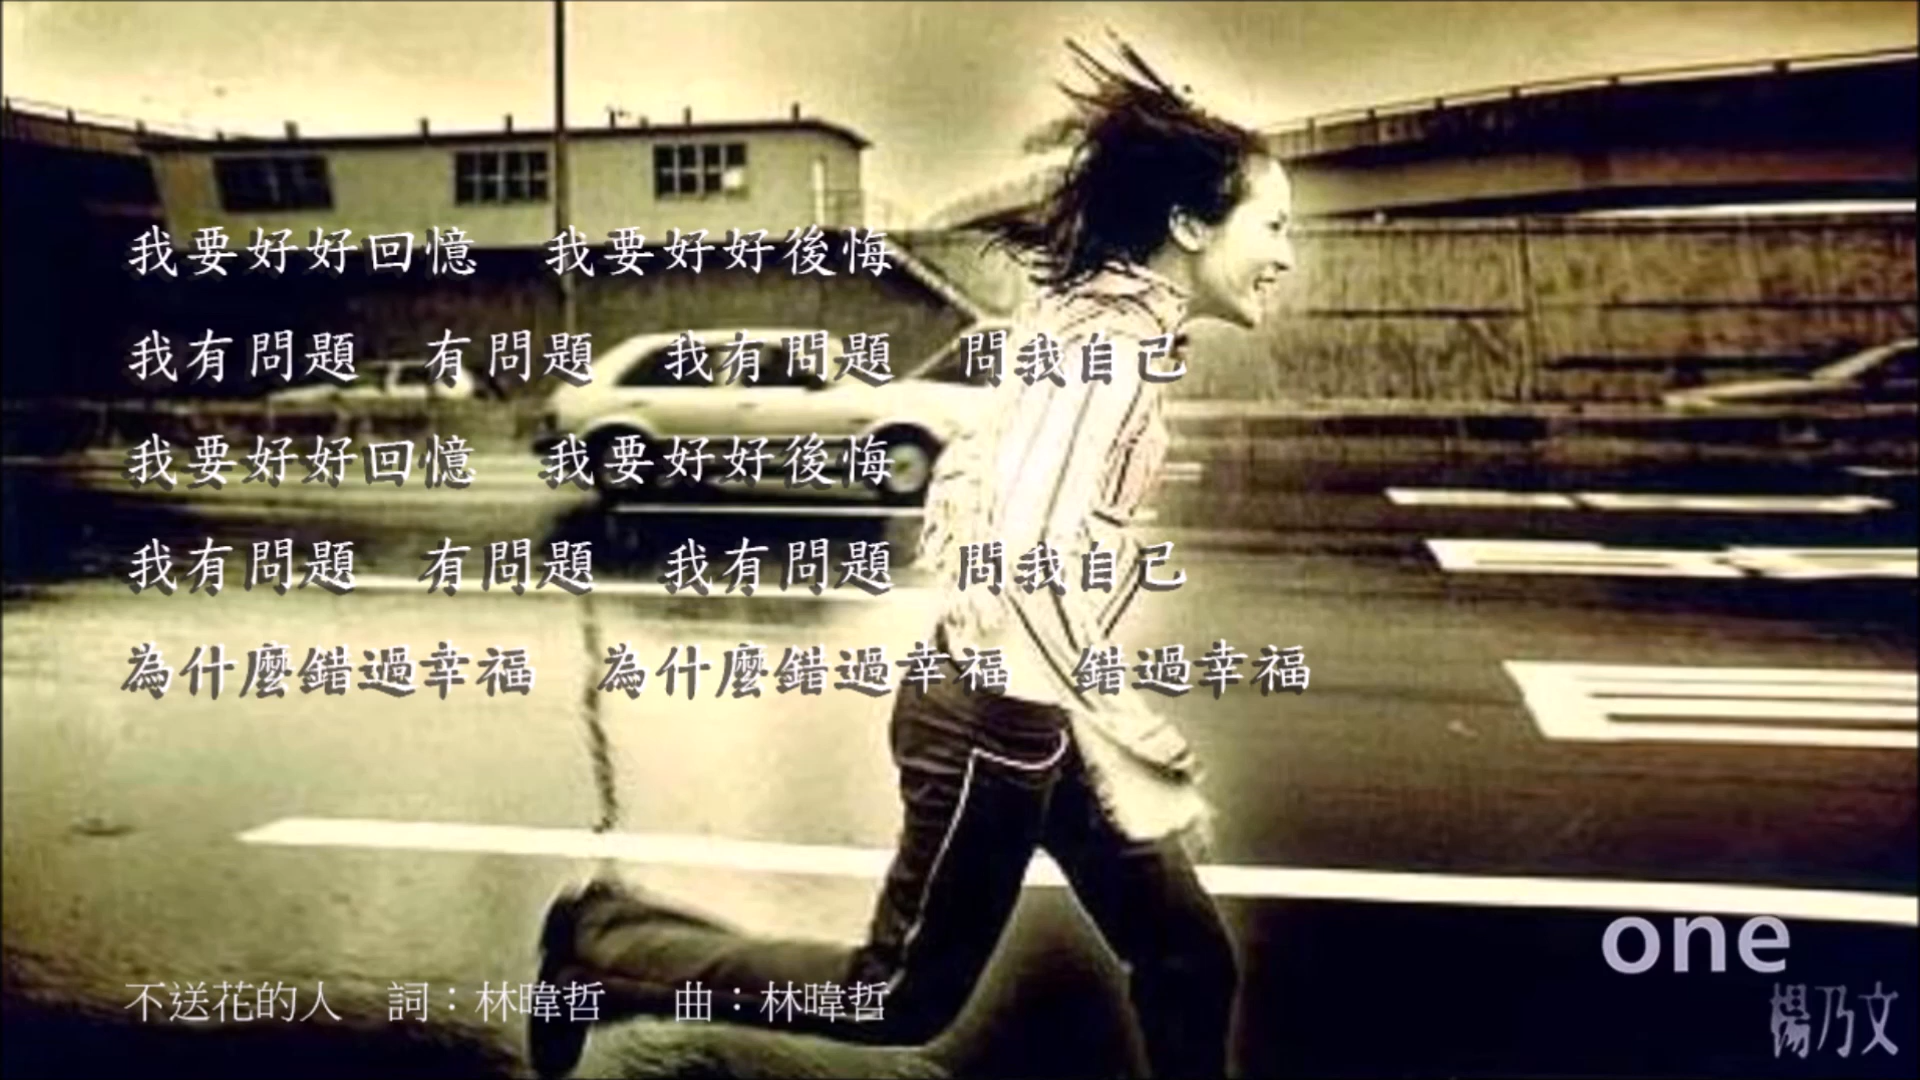 我要好好回憶　我要好好後悔
我有問題　有問題　我有問題　問我自己
我要好好回憶　我要好好後悔
我有問題　有問題　我有問題　問我自己
為什麼錯過幸福　為什麼錯過幸福　錯過幸福
one
楊乃文
不送花的人　詞：林暐哲　曲：林暐哲